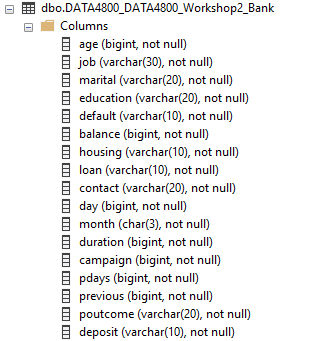 dbo.DATA4800_DATA4800_Workshop2_Bank
Columns
age (bigint, not null)
job (varchar(30), not null)
marital (varchar(20), not null)
education (varchar(20), not null)
default (varchar(10), not null)
balance (bigint, not null)
housing (varchar(10), not null)
loan (varchar(10), not null)
contact (varchar(20), not null)
day (bigint, not null)
month (char(3), not null)
duration (bigint, not null)
campaign (bigint, not null)
pdays (bigint, not null)
previous (bigint, not null)
poutcome (varchar(20), not null)
deposit (varchar(10), not null)